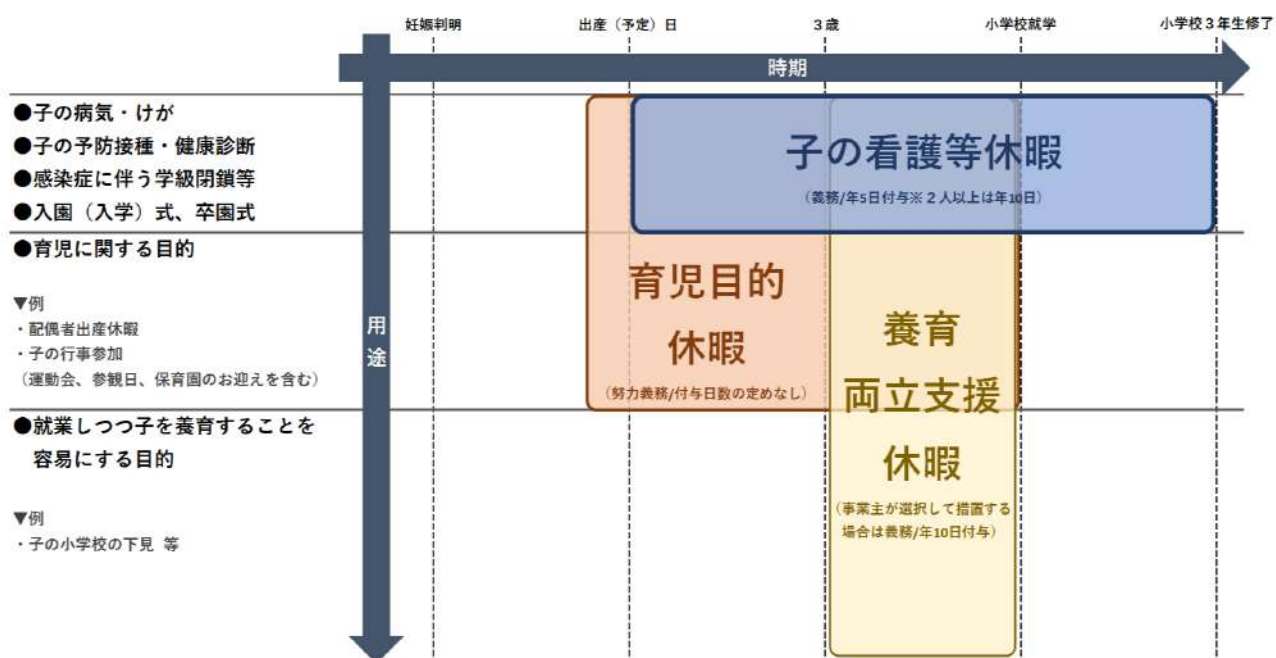 妊娠判明
出産（予定）日
３歳
小学校就学
小学校３年生修了
時期
●子の病気・けが
●子の予防接種・健康診断
●感染症に伴う学級閉鎖等
●入園（入学）式、卒園式
子の看護等休暇
（義務/年5日付与※２人以上は年10日）
●育児に関する目的
▼例
・配偶者出産休暇
・子の行事参加
（運動会、参観日、保育園のお迎えを含む）
用途
育児目的
休暇
（努力義務/付与日数の定めなし）
養育
両立支援
休暇
（事業主が選択して措置する
場合は義務/年10日付与）
●就業しつつ子を養育することを
容易にする目的
▼例
・子の小学校の下見 等